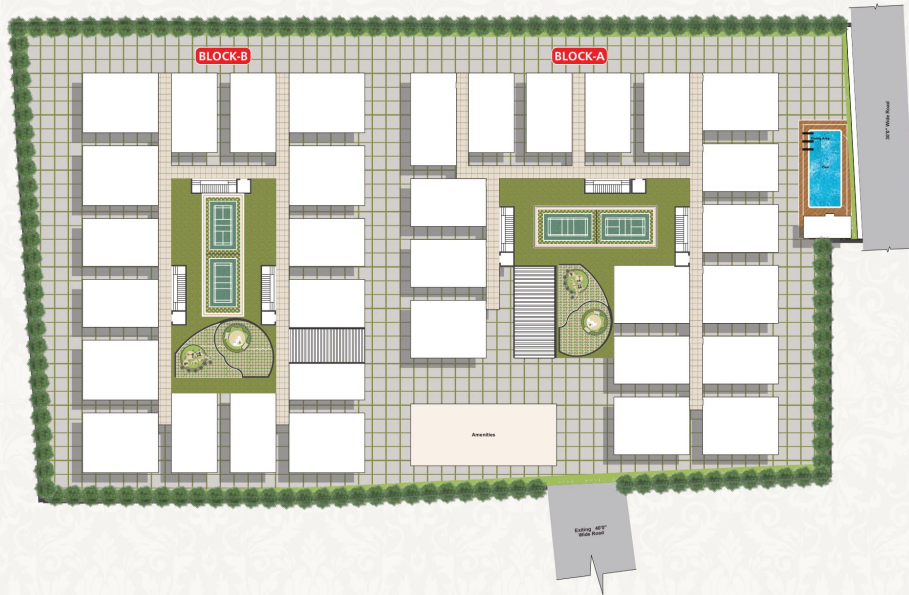 BLOCK-B
BLOCK-A
30'0" Wide Road
Amenities
Exiting 40'0"
Wide Road